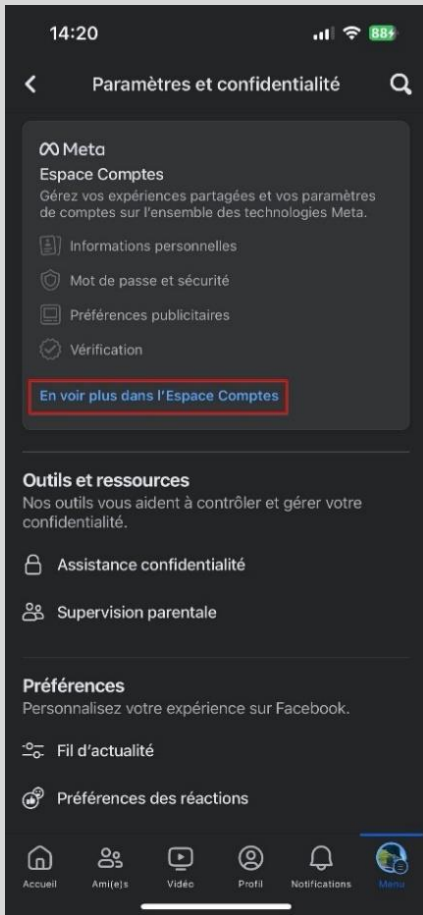 14:20
88
Paramètres et confidentialité
Meta
Espace Comptes
Gérez vos expériences partagées et vos paramètres
de comptes sur l'ensemble des technologies Meta.
Informations personnelles
Mot de passe et sécurité
Préférences publicitaires
Vérification
En voir plus dans l'Espace Comptes
Outils et ressources
Nos outils vous aident à contrôler et gérer votre
confidentialité.
Assistance confidentialité
Supervision parentale
Préférences
Personnalisez votre expérience sur Facebook.
Fil d'actualité
Préférences des réactions
Accueil Ami(e)s Vidéo Profil Notifications Menu